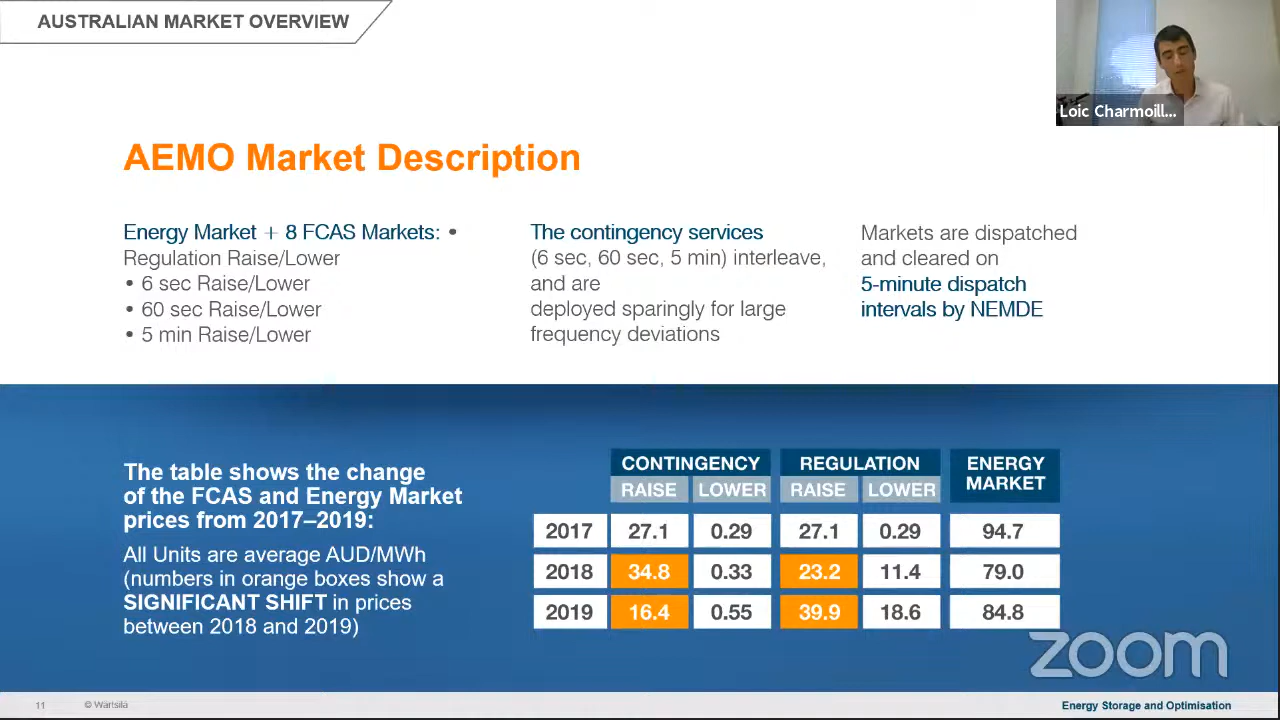 AUSTRALIAN MARKET OVERVIEW
Loic Charmoill...
AEMO Market Description
Energy Market + 8 FCAS Markets: •
Regulation Raise/Lower
• 6 sec Raise/Lower
• 60 sec Raise/Lower
• 5 min Raise/Lower
The contingency services
(6 sec, 60 sec, 5 min) interleave,
and are
deployed sparingly for large
frequency deviations
Markets are dispatched
and cleared on
5-minute dispatch
intervals by NEMDE
The table shows the change
of the FCAS and Energy Market
prices from 2017–2019:
All Units are average AUD/MWh
(numbers in orange boxes show a
SIGNIFICANT SHIFT in prices
between 2018 and 2019)
CONTINGENCY REGULATION ENERGY MARKET
RAISE LOWER RAISE LOWER
2017 27.1 0.29 27.1 0.29 94.7
2018 34.8 0.33 23.2 11.4 79.0
2019 16.4 0.55 39.9 18.6 84.8
zoom
11 © Wärtsilä Energy Storage and Optimisation